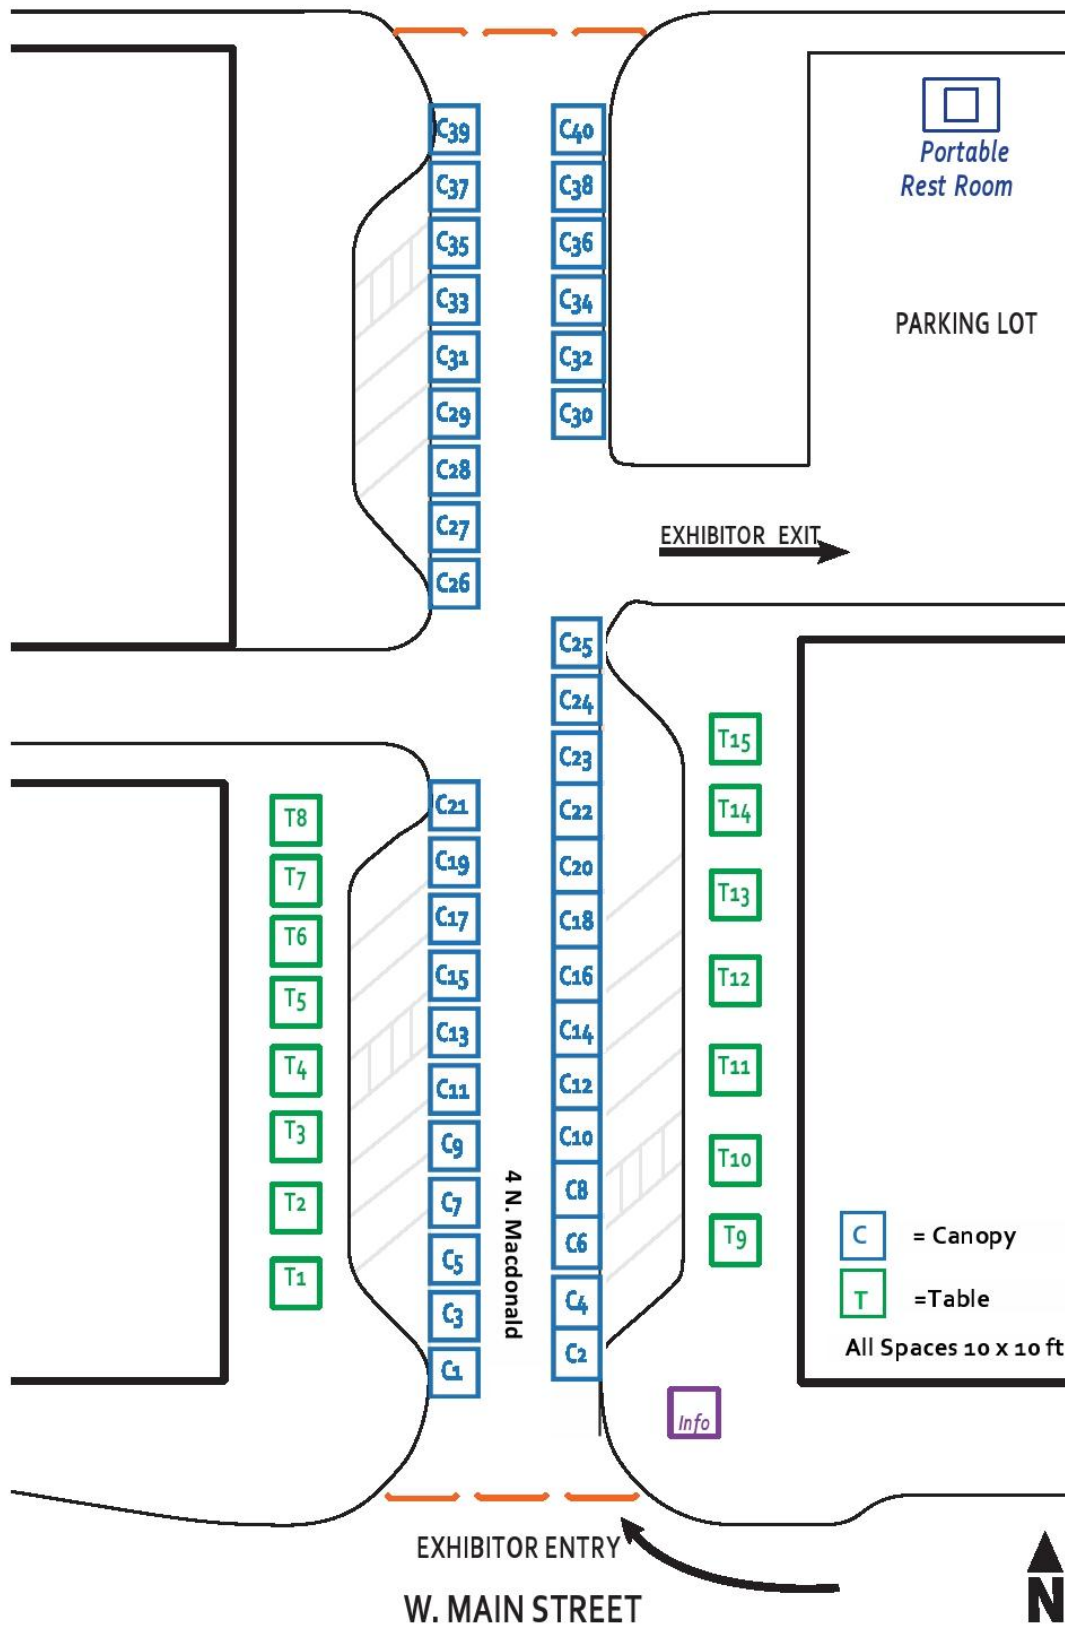 C39
C40
Portable
Rest Room
C37
C38
C35
C36
C33
C34
PARKING LOT
C31
C32
C29
C30
C28
C27
EXHIBITOR EXIT
C26
C25
C24
T15
C23
T8
C21
C22
T14
T7
C19
C20
T13
T6
C17
C18
T5
C15
C16
T12
T4
C13
C14
T11
C11
C12
T3
C9
C10
T10
T2
C7
C8
4 N. Macdonald
T1
C5
C6
T9
C = Canopy
C3
C4
T =Table
C1
C2
All Spaces 10 x 10 ft
Info
EXHIBITOR ENTRY
W. MAIN STREET
N